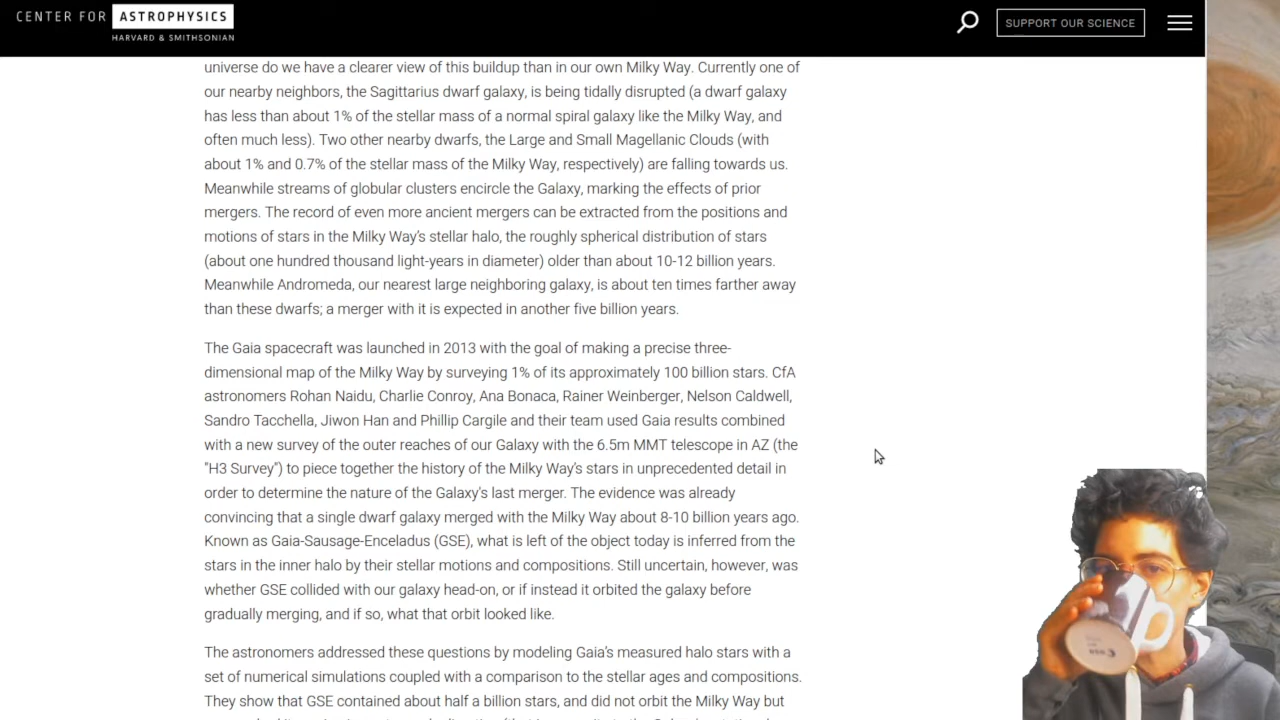 CENTER FOR ASTROPHYSICS
HARVARD & SMITHSONIAN
SUPPORT OUR SCIENCE
universe do we have a clearer view of this buildup than in our own Milky Way. Currently one of
our nearby neighbors, the Sagittarius dwarf galaxy, is being tidally disrupted (a dwarf galaxy
has less than about 1% of the stellar mass of a normal spiral galaxy like the Milky Way, and
often much less). Two other nearby dwarfs, the Large and Small Magellanic Clouds (with
about 1% and 0.7% of the stellar mass of the Milky Way, respectively) are falling towards us.
Meanwhile streams of globular clusters encircle the Galaxy, marking the effects of prior
mergers. The record of even more ancient mergers can be extracted from the positions and
motions of stars in the Milky Way’s stellar halo, the roughly spherical distribution of stars
(about one hundred thousand light-years in diameter) older than about 10-12 billion years.
Meanwhile Andromeda, our nearest large neighboring galaxy, is about ten times farther away
than these dwarfs; a merger with it is expected in another five billion years.
The Gaia spacecraft was launched in 2013 with the goal of making a precise three-
dimensional map of the Milky Way by surveying 1% of its approximately 100 billion stars. CfA
astronomers Rohan Naidu, Charlie Conroy, Ana Bonaca, Rainer Weinberger, Nelson Caldwell,
Sandro Tacchella, Jiwon Han and Phillip Cargile and their team used Gaia results combined
with a new survey of the outer reaches of our Galaxy with the 6.5m MMT telescope in AZ (the
"H3 Survey") to piece together the history of the Milky Way’s stars in unprecedented detail in
order to determine the nature of the Galaxy's last merger. The evidence was already
convincing that a single dwarf galaxy merged with the Milky Way about 8-10 billion years ago.
Known as Gaia-Sausage-Enceladus (GSE), what is left of the object today is inferred from the
stars in the inner halo by their stellar motions and compositions. Still uncertain, however, was
whether GSE collided with our galaxy head-on, or if instead it orbited the galaxy before
gradually merging, and if so, what that orbit looked like.
The astronomers addressed these questions by modeling Gaia’s measured halo stars with a
set of numerical simulations coupled with a comparison to the stellar ages and compositions.
They show that GSE contained about half a billion stars, and did not orbit the Milky Way but